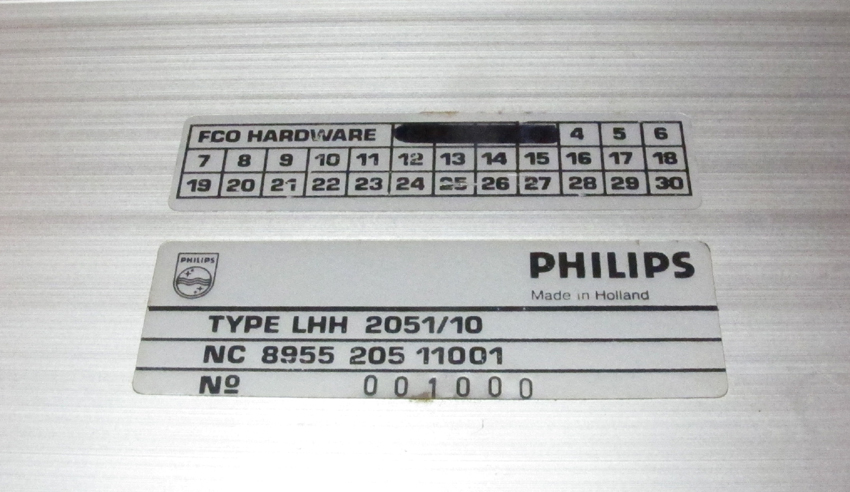 FCO HARDWARE 4 5 6
7 8 9 10 11 12 13 14 15 16 17 18
19 20 21 22 23 24 25 26 27 28 29 30
PHILIPS
PHILIPS
Made in Holland
TYPE LHH 2051/10
NC 8955 205 11001
Nº 001000